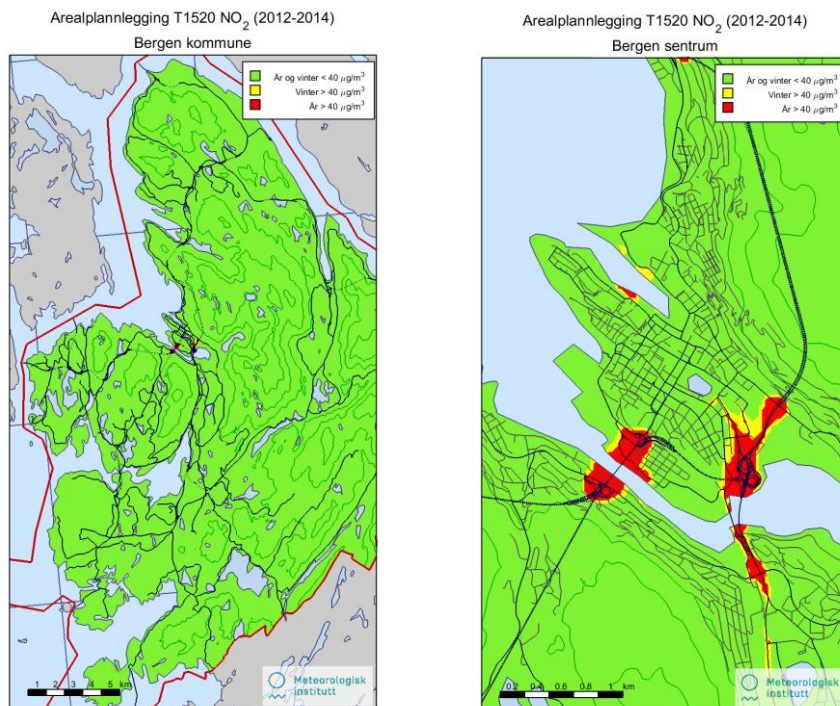 Arealplannlegging T1520 NO2 (2012-2014)
Bergen kommune
År og vinter < 40 µg/m3
Vinter > 40 µg/m3
År > 40 µg/m3
1 2 3 4 5 km
Meteorologisk
institutt
Arealplannlegging T1520 NO2 (2012-2014)
Bergen sentrum
År og vinter < 40 µg/m3
Vinter > 40 µg/m3
År > 40 µg/m3
0.2 0.4 0.6 0.8 1 km
Meteorologisk
institutt